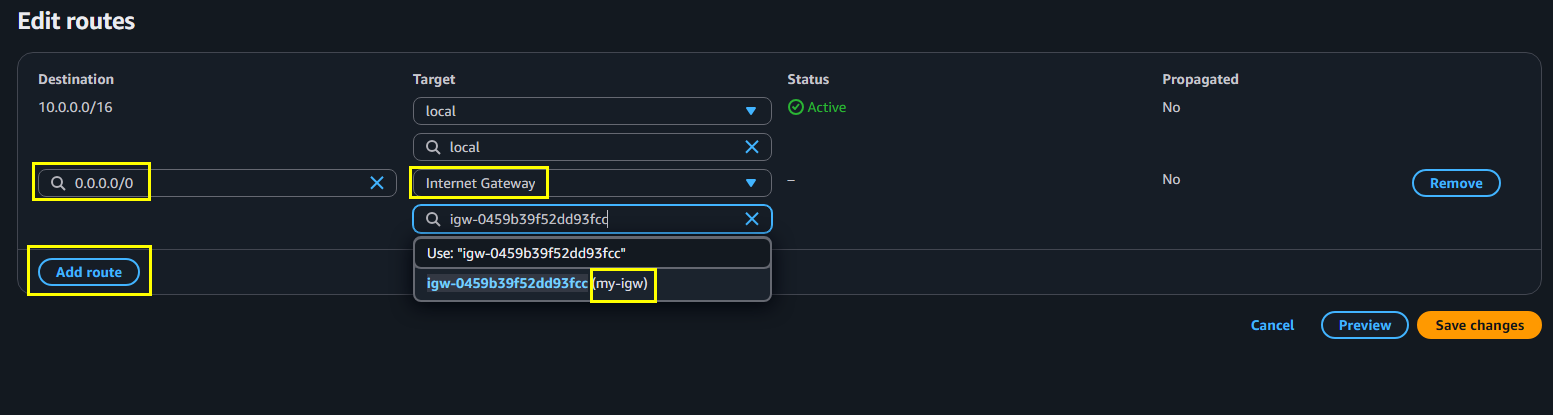 Edit routes
Destination Target Status Propagated
10.0.0.0/16 local Active No
local
0.0.0.0/0 Internet Gateway – No Remove
igw-0459b39f52dd93fcc
Use: "igw-0459b39f52dd93fcc"
Add route
igw-0459b39f52dd93fcc (my-igw)
Cancel Preview Save changes